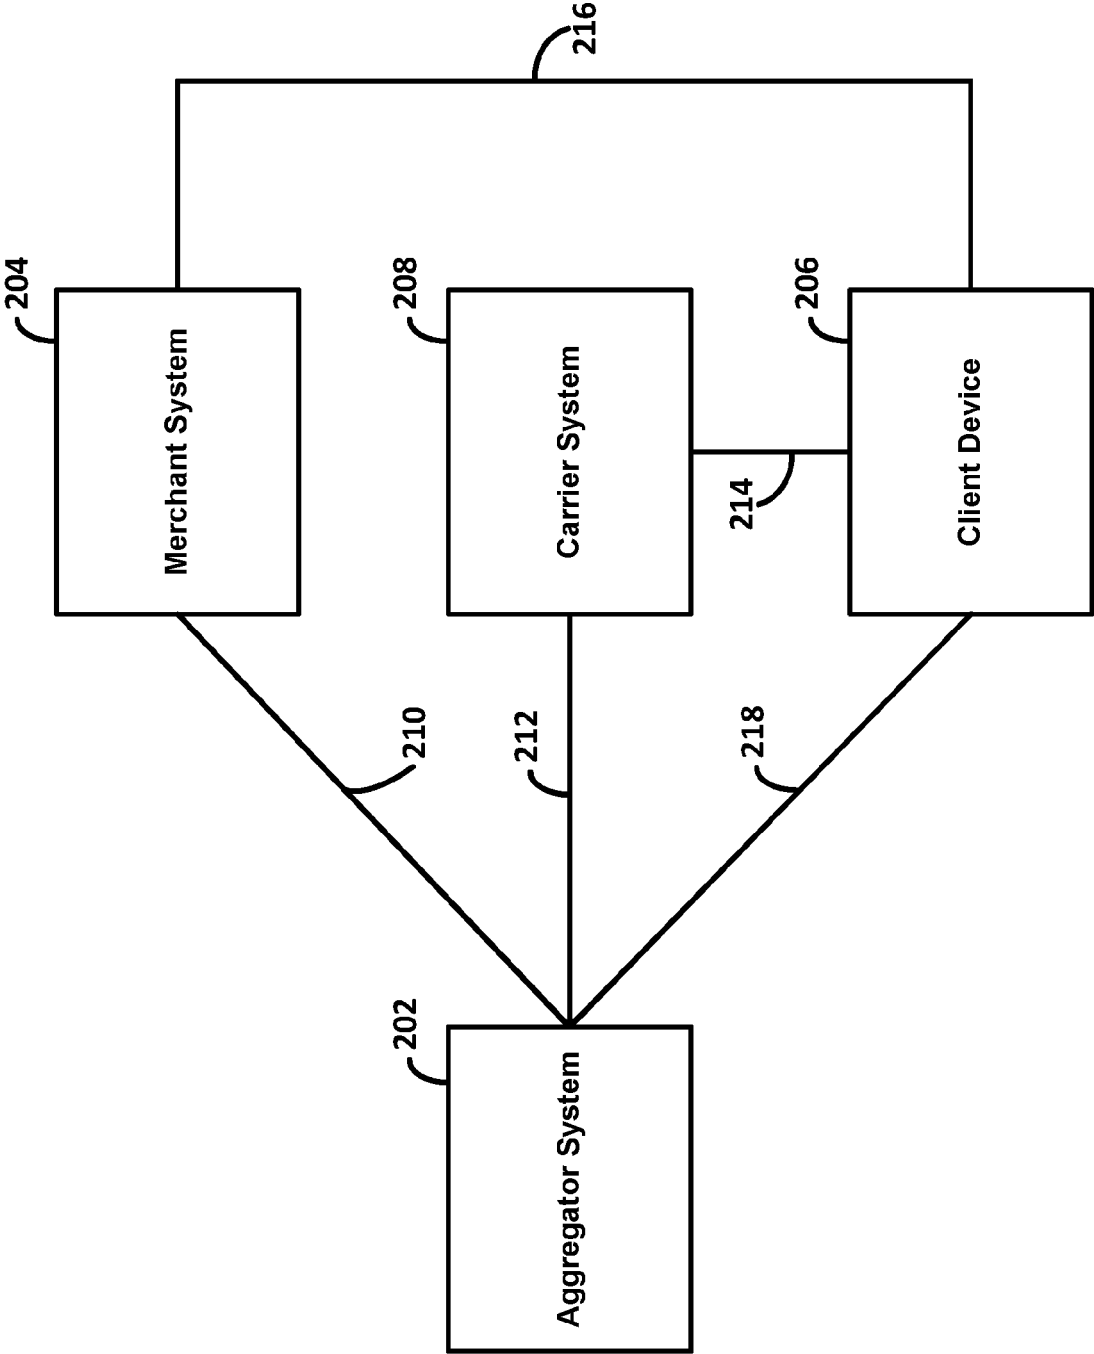 202
Aggregator System
210
212
218
204
Merchant System
208
Carrier System
214
206
Client Device
216